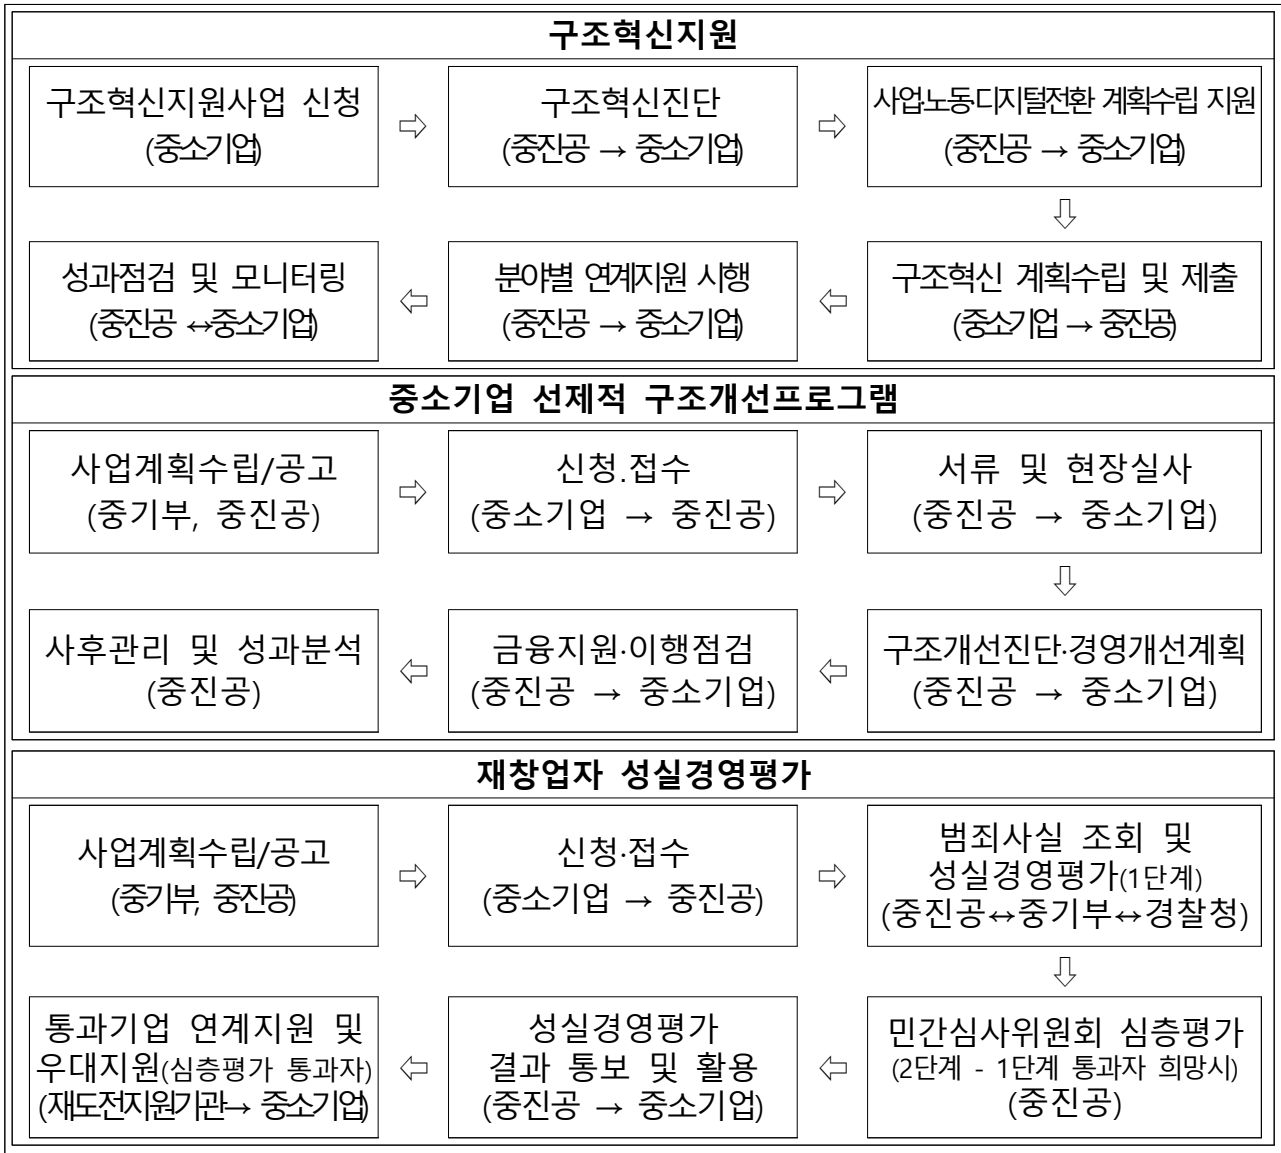 구조혁신지원
구조혁신지원사업 신청
(중소기업)
⇨
구조혁신진단
(중진공 → 중소기업)
⇨
사업노동디지털전환 계획수립 지원
(중진공 → 중소기업)
⇩
성과점검 및 모니터링
(중진공 ↔중소기업)
⇦
분야별 연계지원 시행
(중진공 → 중소기업)
⇦
구조혁신 계획수립 및 제출
(중소기업 → 중진공)
중소기업 선제적 구조개선프로그램
사업계획수립/공고
(중기부, 중진공)
⇨
신청.접수
(중소기업 → 중진공)
⇨
서류 및 현장실사
(중진공 → 중소기업)
⇩
사후관리 및 성과분석
(중진공)
⇦
금융지원·이행점검
(중진공 → 중소기업)
⇦
구조개선진단·경영개선계획
(중진공 → 중소기업)
재창업자 성실경영평가
사업계획수립/공고
(중기부, 중진공)
⇨
신청·접수
(중소기업 → 중진공)
⇨
범죄사실 조회 및
성실경영평가(1단계)
(중진공↔중기부↔경찰청)
⇩
통과기업 연계지원 및
우대지원(심층평가 통과자)
(재도전지원기관→ 중소기업)
⇦
성실경영평가
결과 통보 및 활용
(중진공 → 중소기업)
⇦
민간심사위원회 심층평가
(2단계 - 1단계 통과자 희망시)
(중진공)